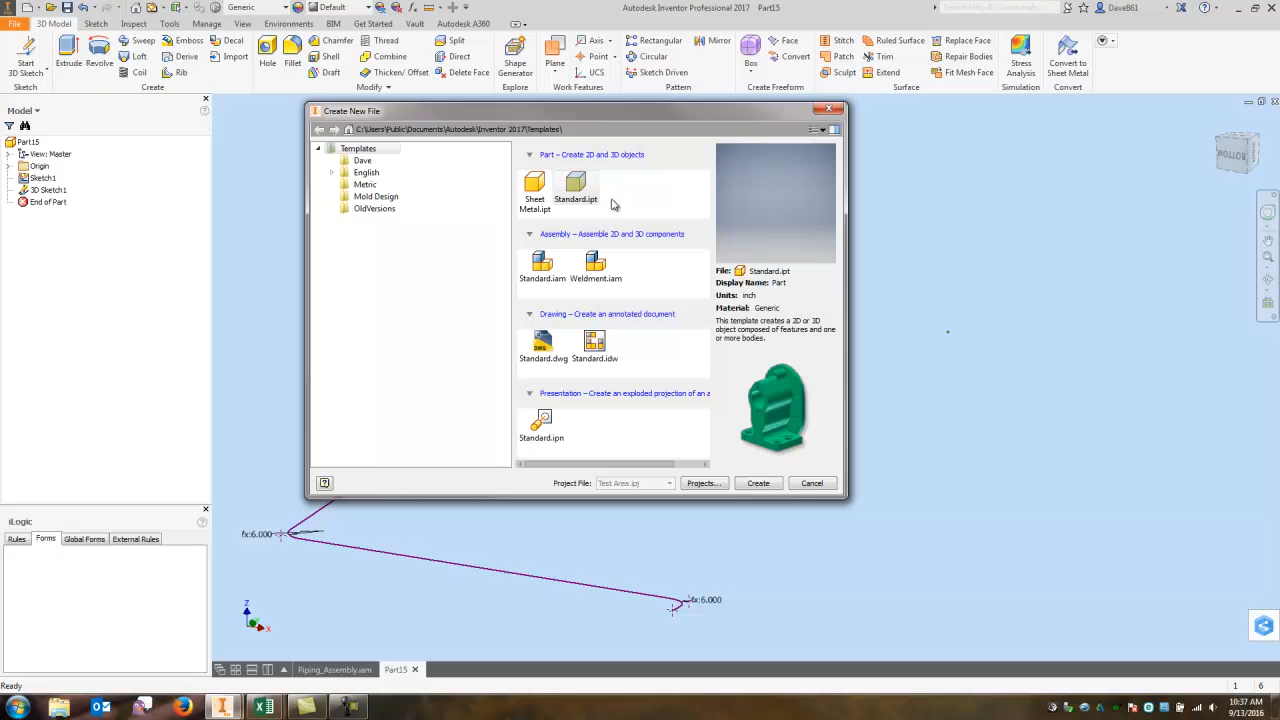 Generic
Default
Autodesk Inventor Professional 2017 Part15
DaveB61
File
3D Model
Sketch
Inspect
Tools
Manage
View
Environments
BIM
Get Started
Vault
Autodesk A360
Start
3D Sketch
Sketch
Extrude
Revolve
Sweep
Loft
Coil
Emboss
Derive
Rib
Decal
Import
Create
Hole
Fillet
Chamfer
Shell
Draft
Thread
Combine
Thicken/ Offset
Split
Direct
Delete Face
Modify
Shape
Generator
Explore
Plane
Axis
Point
UCS
Work Features
Rectangular
Circular
Sketch Driven
Mirror
Pattern
Box
Face
Convert
Create Freeform
Stitch
Patch
Sculpt
Ruled Surface
Trim
Extend
Replace Face
Repair Bodies
Fit Mesh Face
Surface
Stress
Analysis
Simulation
Convert to
Sheet Metal
Convert
Model
Part15
View: Master
Origin
Sketch1
3D Sketch1
End of Part
Create New File
C:\Users\Public\Documents\Autodesk\Inventor 2017\Templates\
Templates
Dave
English
Metric
Mold Design
OldVersions
Part – Create 2D and 3D objects
Sheet
Metal.ipt
Standard.ipt
Assembly – Assemble 2D and 3D components
Standard.iam
Weldment.iam
Drawing – Create an annotated document
Standard.dwg
Standard.idw
Presentation – Create an exploded projection of an a
Standard.ipn
File: Standard.ipt
Display Name: Part
Units: inch
Material: Generic
This template creates a 2D or 3D
object composed of features and one
or more bodies.
Project File:
Test Area.ipj
Projects...
Create
Cancel
BOTTOM
iLogic
Rules
Forms
Global Forms
External Rules
fx:6.000
fx:6.000
Z
X
Piping_Assembly.iam
Part15
Ready
1
6
10:37 AM
9/13/2016